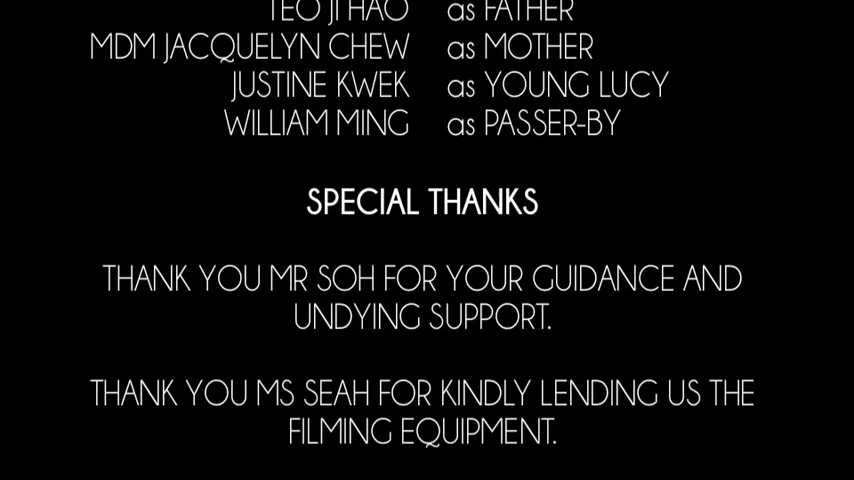 TEO JI HAO as FATHER
MDM JACQUELYN CHEW as MOTHER
JUSTINE KWEK as YOUNG LUCY
WILLIAM MING as PASSER-BY
SPECIAL THANKS
THANK YOU MR SOH FOR YOUR GUIDANCE AND
UNDYING SUPPORT.
THANK YOU MS SEAH FOR KINDLY LENDING US THE
FILMING EQUIPMENT.